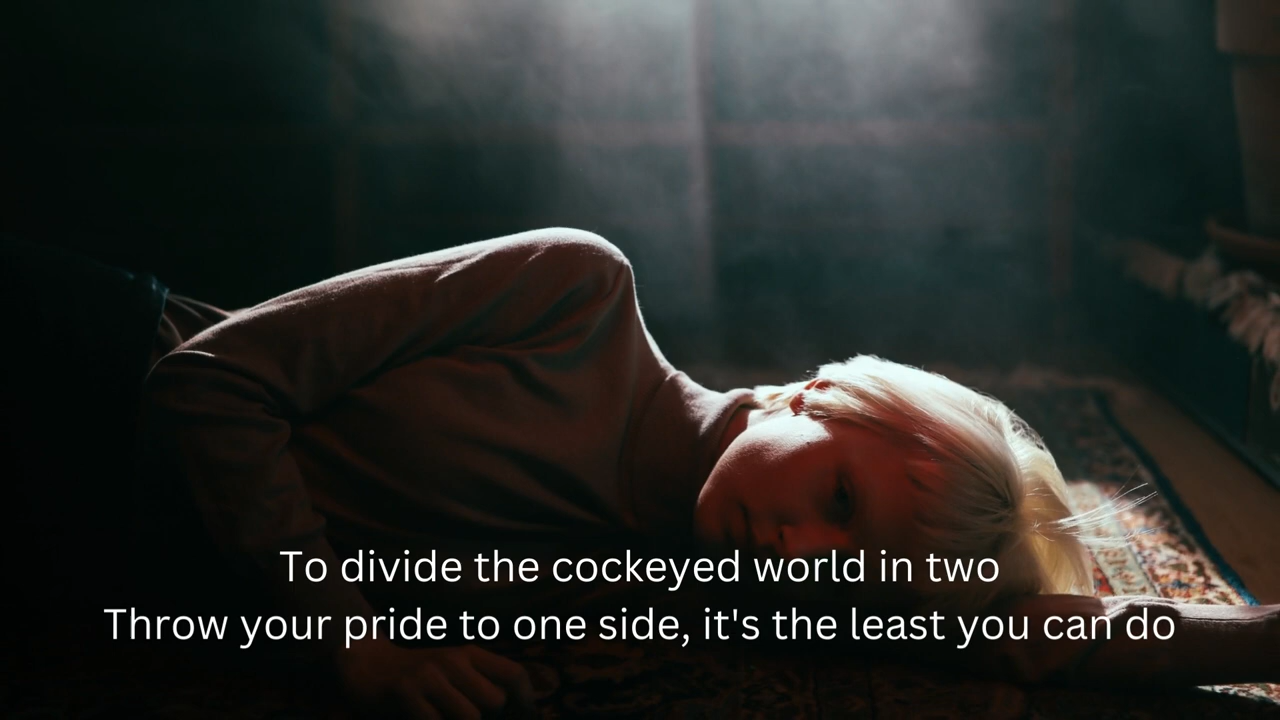 To divide the cockeyed world in two
Throw your pride to one side, it's the least you can do